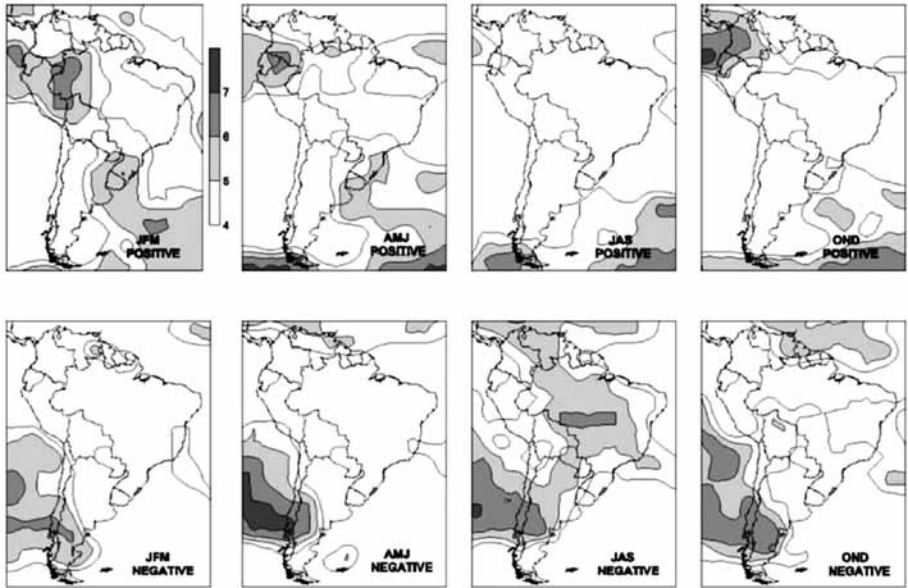 7
6
5
4
JFM
POSITIVE
AMJ
POSITIVE
JAS
POSITIVE
OND
POSITIVE
JFM
NEGATIVE
AMJ
NEGATIVE
JAS
NEGATIVE
OND
NEGATIVE